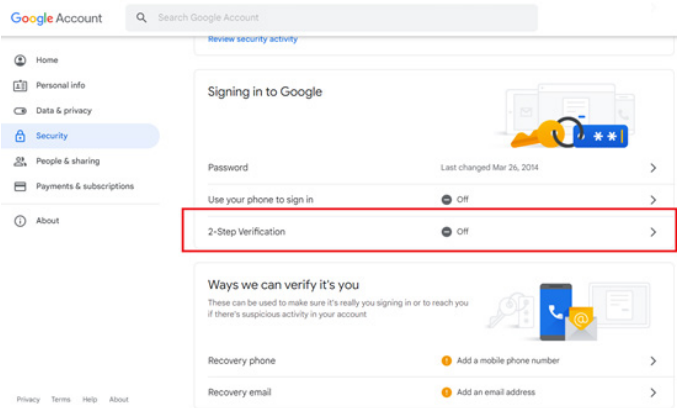 Google Account
Search Google Account
Home
Personal info
Data & privacy
Security
People & sharing
Payments & subscriptions
About
Privacy Terms Help About
Review security activity
Signing in to Google
**
Password Last changed Mar 26, 2014
Use your phone to sign in Off
2-Step Verification Off
Ways we can verify it's you
These can be used to make sure it's really you signing in or to reach you
if there's suspicious activity in your account
Recovery phone Add a mobile phone number
Recovery email Add an email address